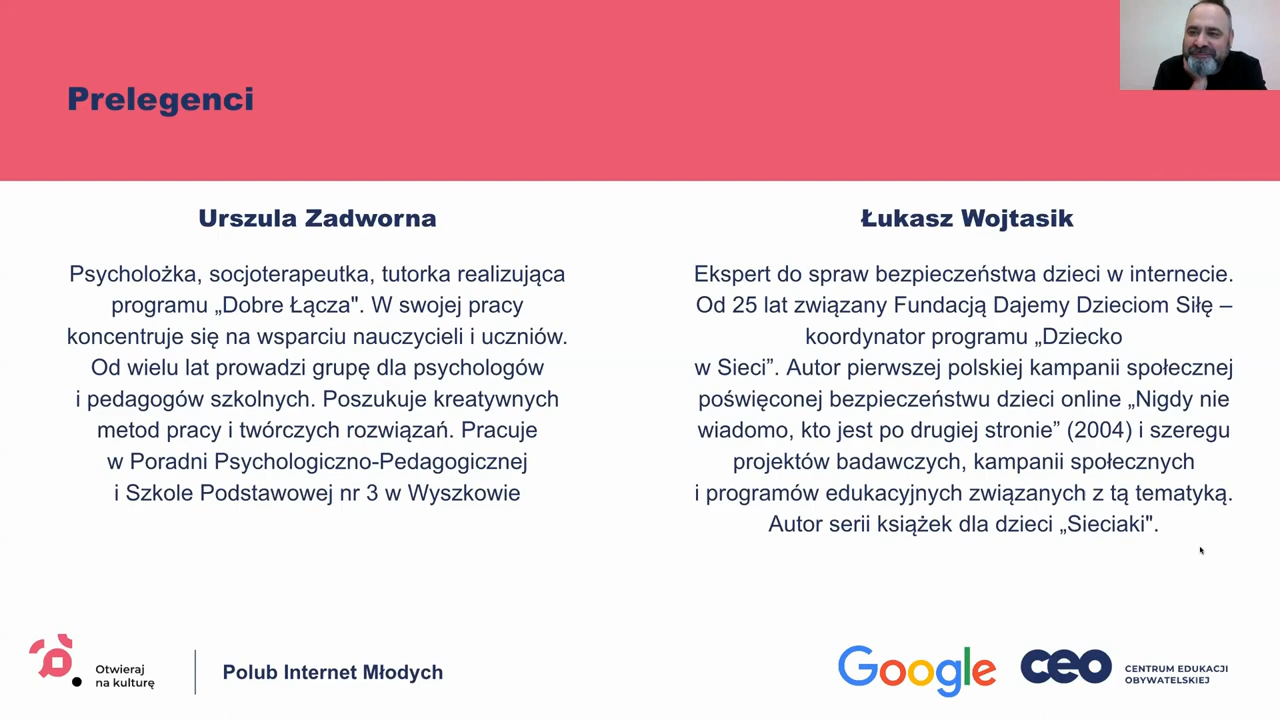 Prelegenci
Urszula Zadworna
Psycholożka, socjoterapeutka, tutorka realizująca
programu „Dobre Łącza". W swojej pracy
koncentruje się na wsparciu nauczycieli i uczniów.
Od wielu lat prowadzi grupę dla psychologów
i pedagogów szkolnych. Poszukuje kreatywnych
metod pracy i twórczych rozwiązań. Pracuje
w Poradni Psychologiczno-Pedagogicznej
i Szkole Podstawowej nr 3 w Wyszkowie
Łukasz Wojtasik
Ekspert do spraw bezpieczeństwa dzieci w internecie.
Od 25 lat związany Fundacją Dajemy Dzieciom Siłę –
koordynator programu „Dziecko
w Sieci”. Autor pierwszej polskiej kampanii społecznej
poświęconej bezpieczeństwu dzieci online „Nigdy nie
wiadomo, kto jest po drugiej stronie” (2004) i szeregu
projektów badawczych, kampanii społecznych
i programów edukacyjnych związanych z tą tematyką.
Autor serii książek dla dzieci „Sieciaki".
Otwieraj
na kulturę
Polub Internet Młodych
Google
ceo
CENTRUM EDUKACJI
OBYWATELSKIEJ